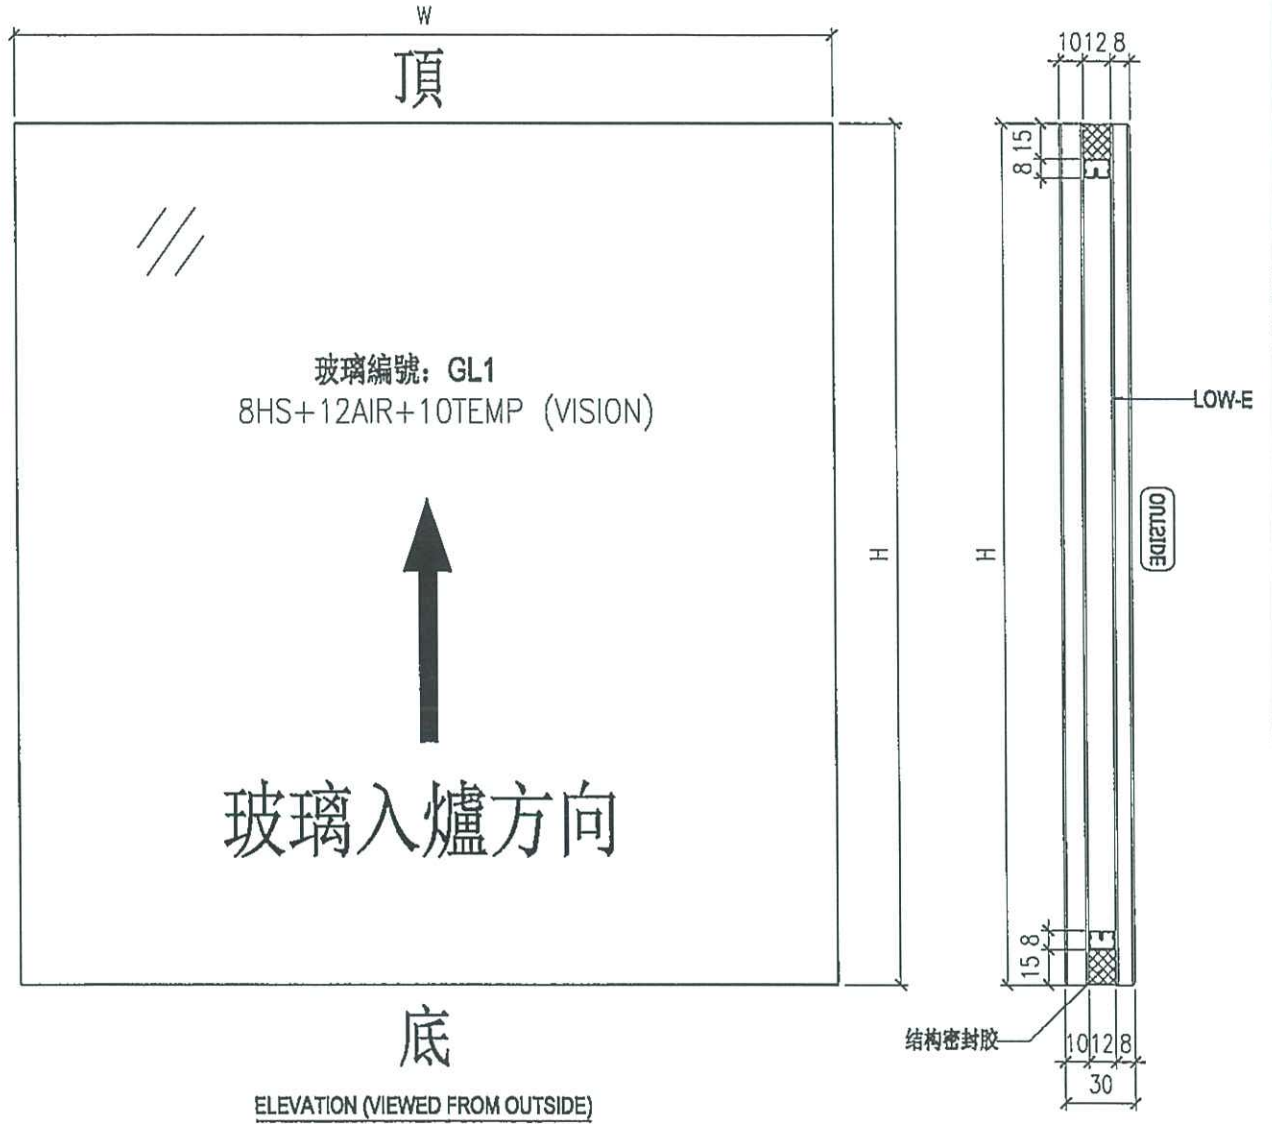 W
頂
10 12 8
15
8
玻璃編號：GL1
8HS+12AIR+10TEMP (VISION)
LOW-E
OUTSIDE
H
H
玻璃入爐方向
8
15
底
结构密封胶
10 12 8
30
ELEVATION (VIEWED FROM OUTSIDE)